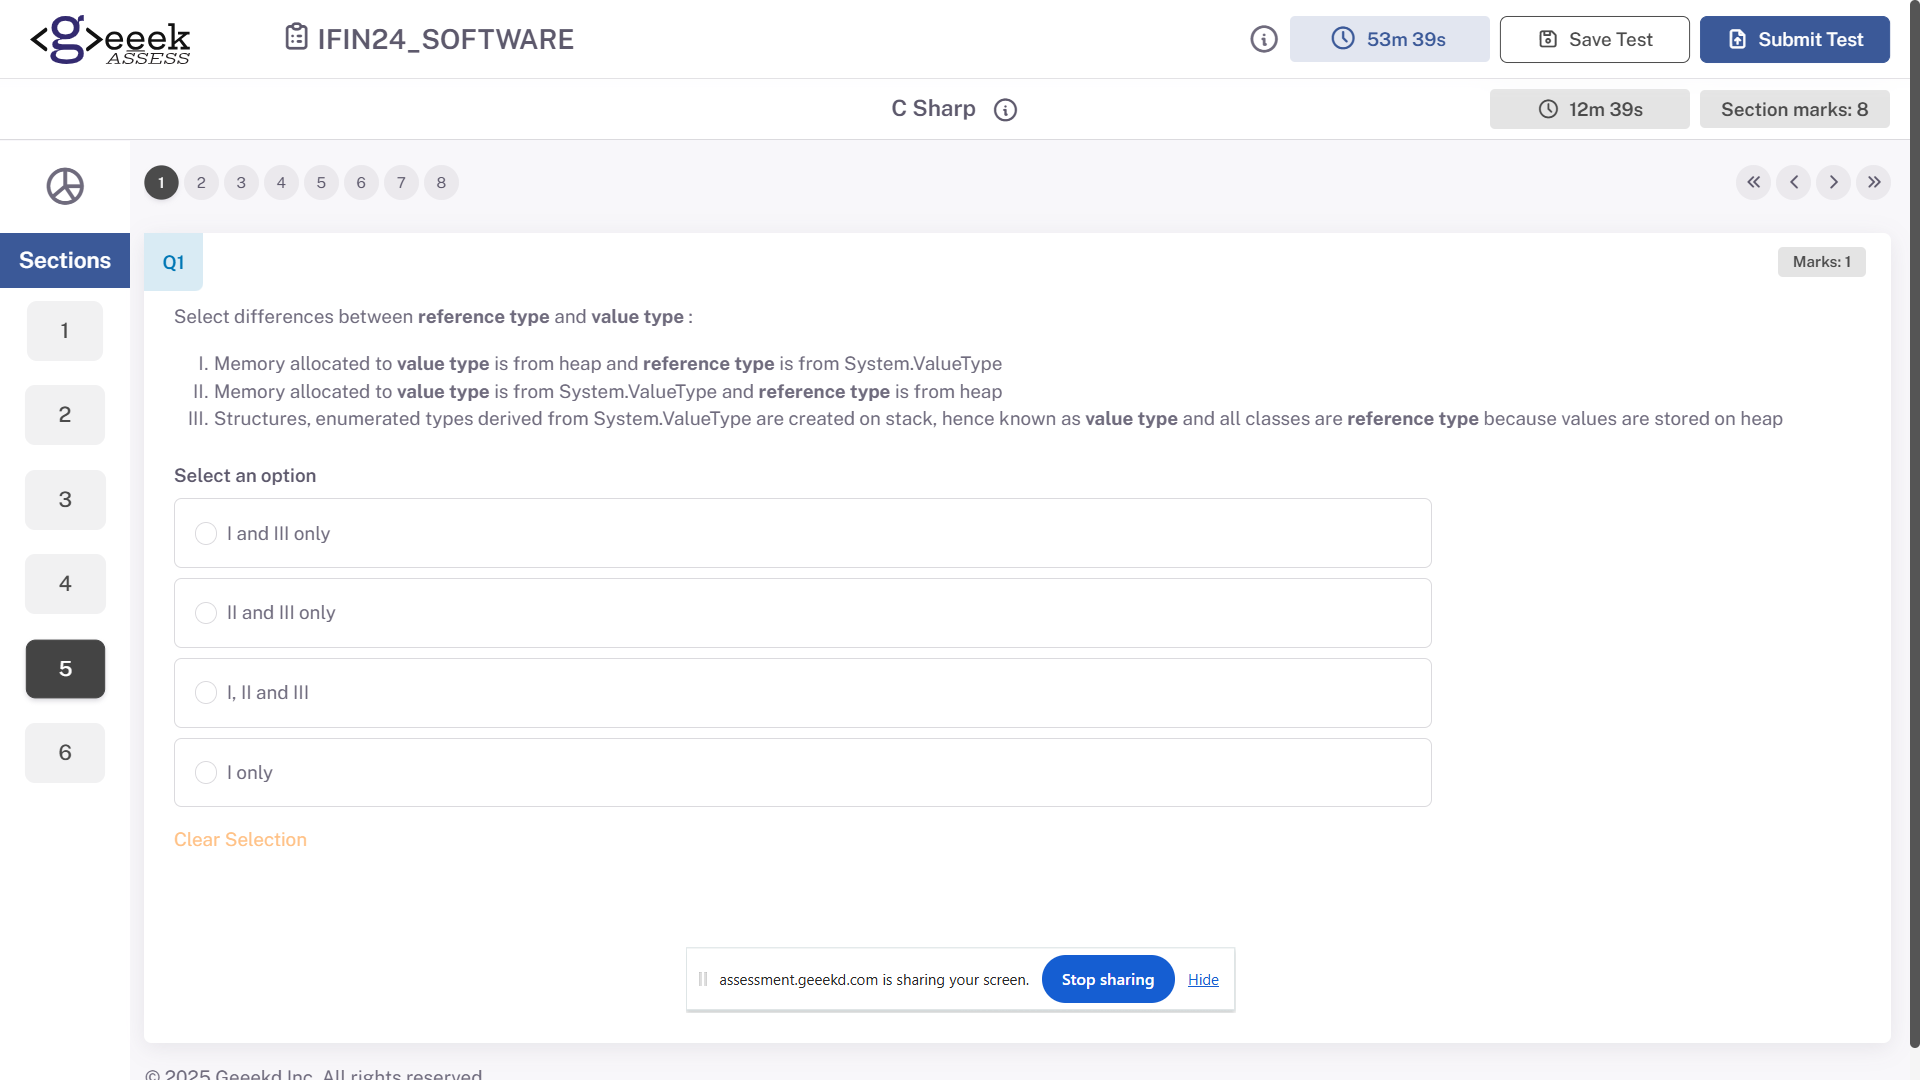 <geeek
ASSESS
IFIN24_SOFTWARE
53m 39s
Save Test
Submit Test
C Sharp
12m 39s
Section marks: 8
1 2 3 4 5 6 7 8
Sections
1
2
3
4
5
6
Q1
Marks: 1
Select differences between reference type and value type :
I. Memory allocated to value type is from heap and reference type is from System.ValueType
II. Memory allocated to value type is from System.ValueType and reference type is from heap
III. Structures, enumerated types derived from System.ValueType are created on stack, hence known as value type and all classes are reference type because values are stored on heap
Select an option
I and III only
II and III only
I, II and III
I only
Clear Selection
assessment.geeekd.com is sharing your screen.
Stop sharing
Hide
© 2025 Geeekd Inc. All rights reserved